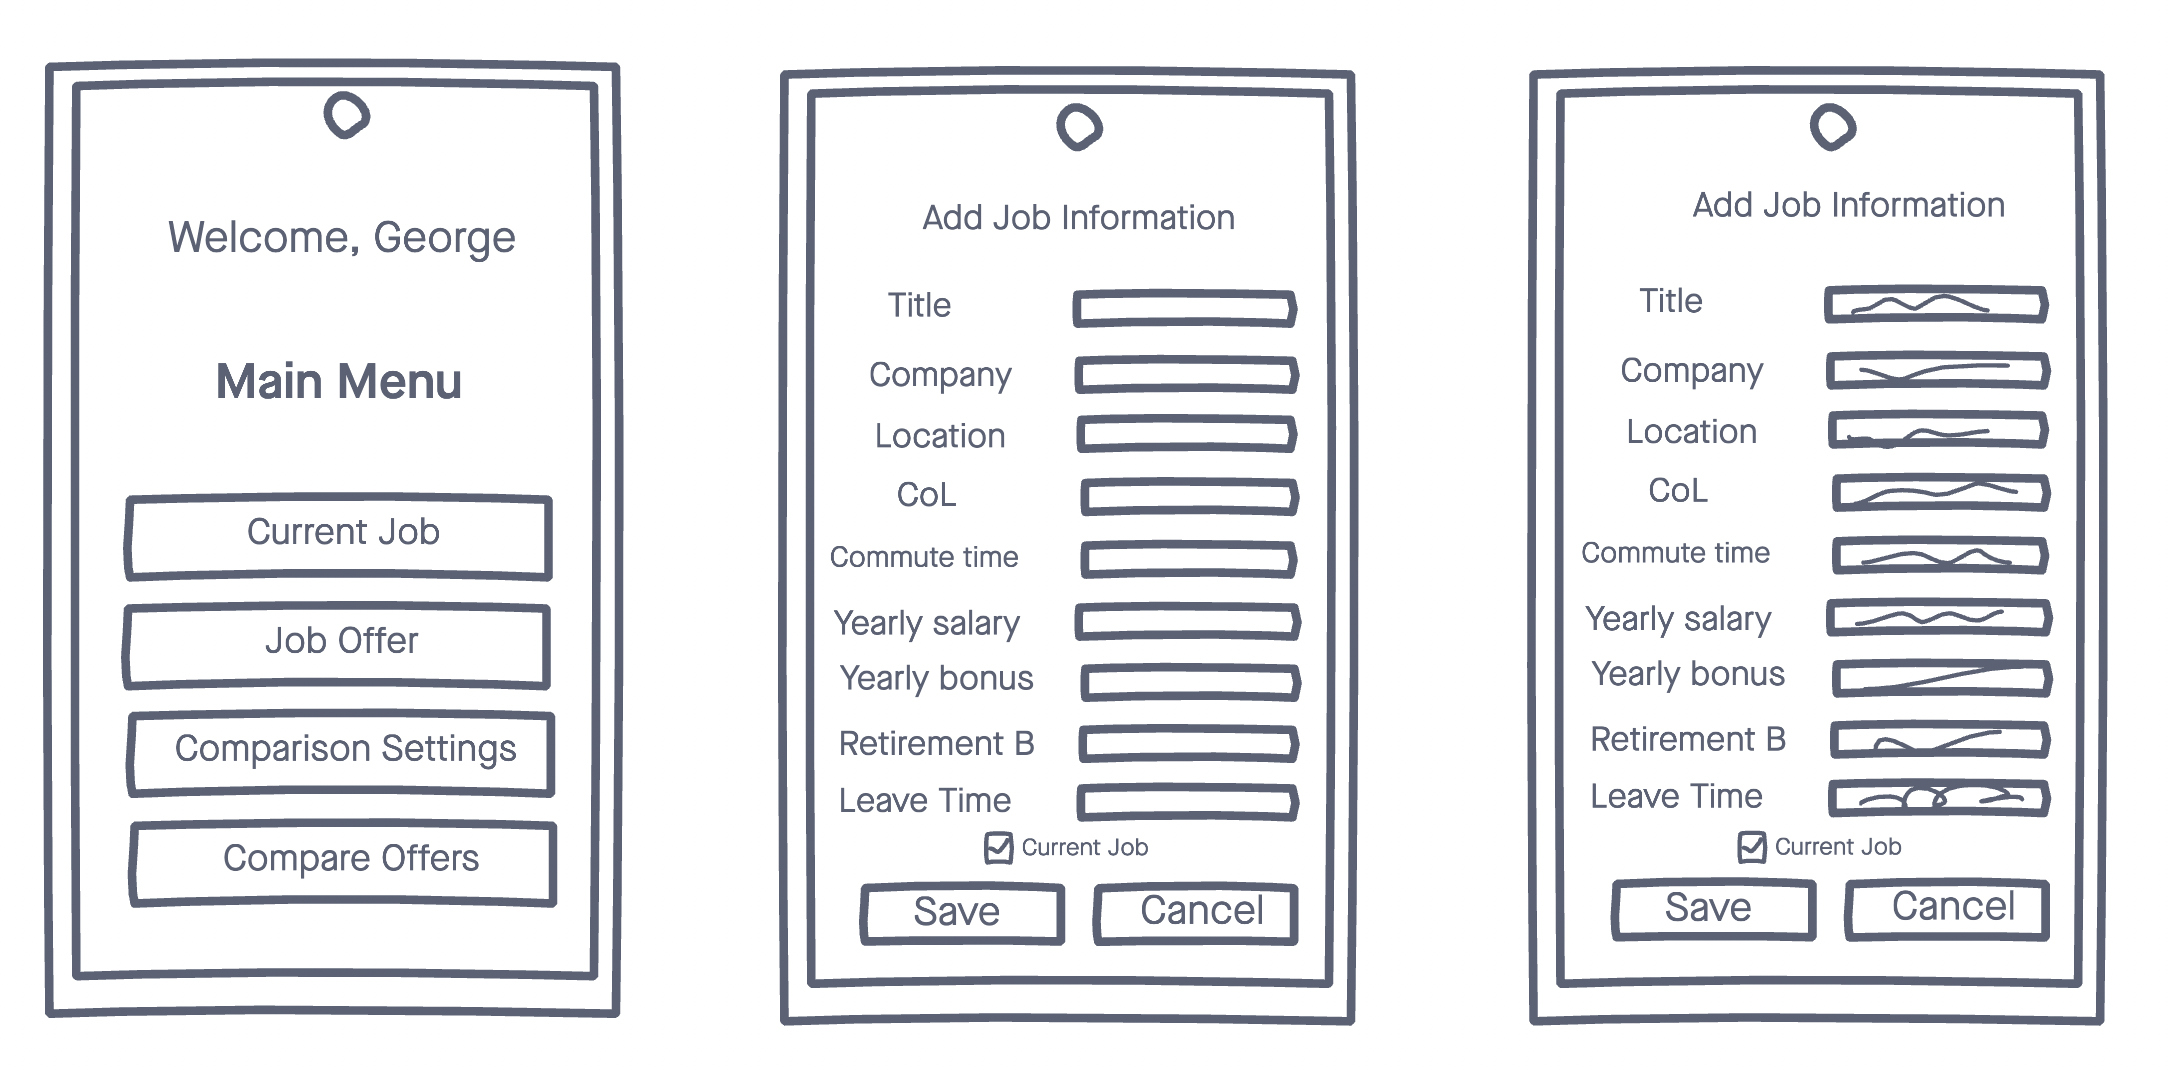 Welcome, George
Main Menu
Current Job
Job Offer
Comparison Settings
Compare Offers
Add Job Information
Title
Company
Location
CoL
Commute time
Yearly salary
Yearly bonus
Retirement B
Leave Time
Current Job
Save Cancel
Add Job Information
Title
Company
Location
CoL
Commute time
Yearly salary
Yearly bonus
Retirement B
Leave Time
Current Job
Save Cancel